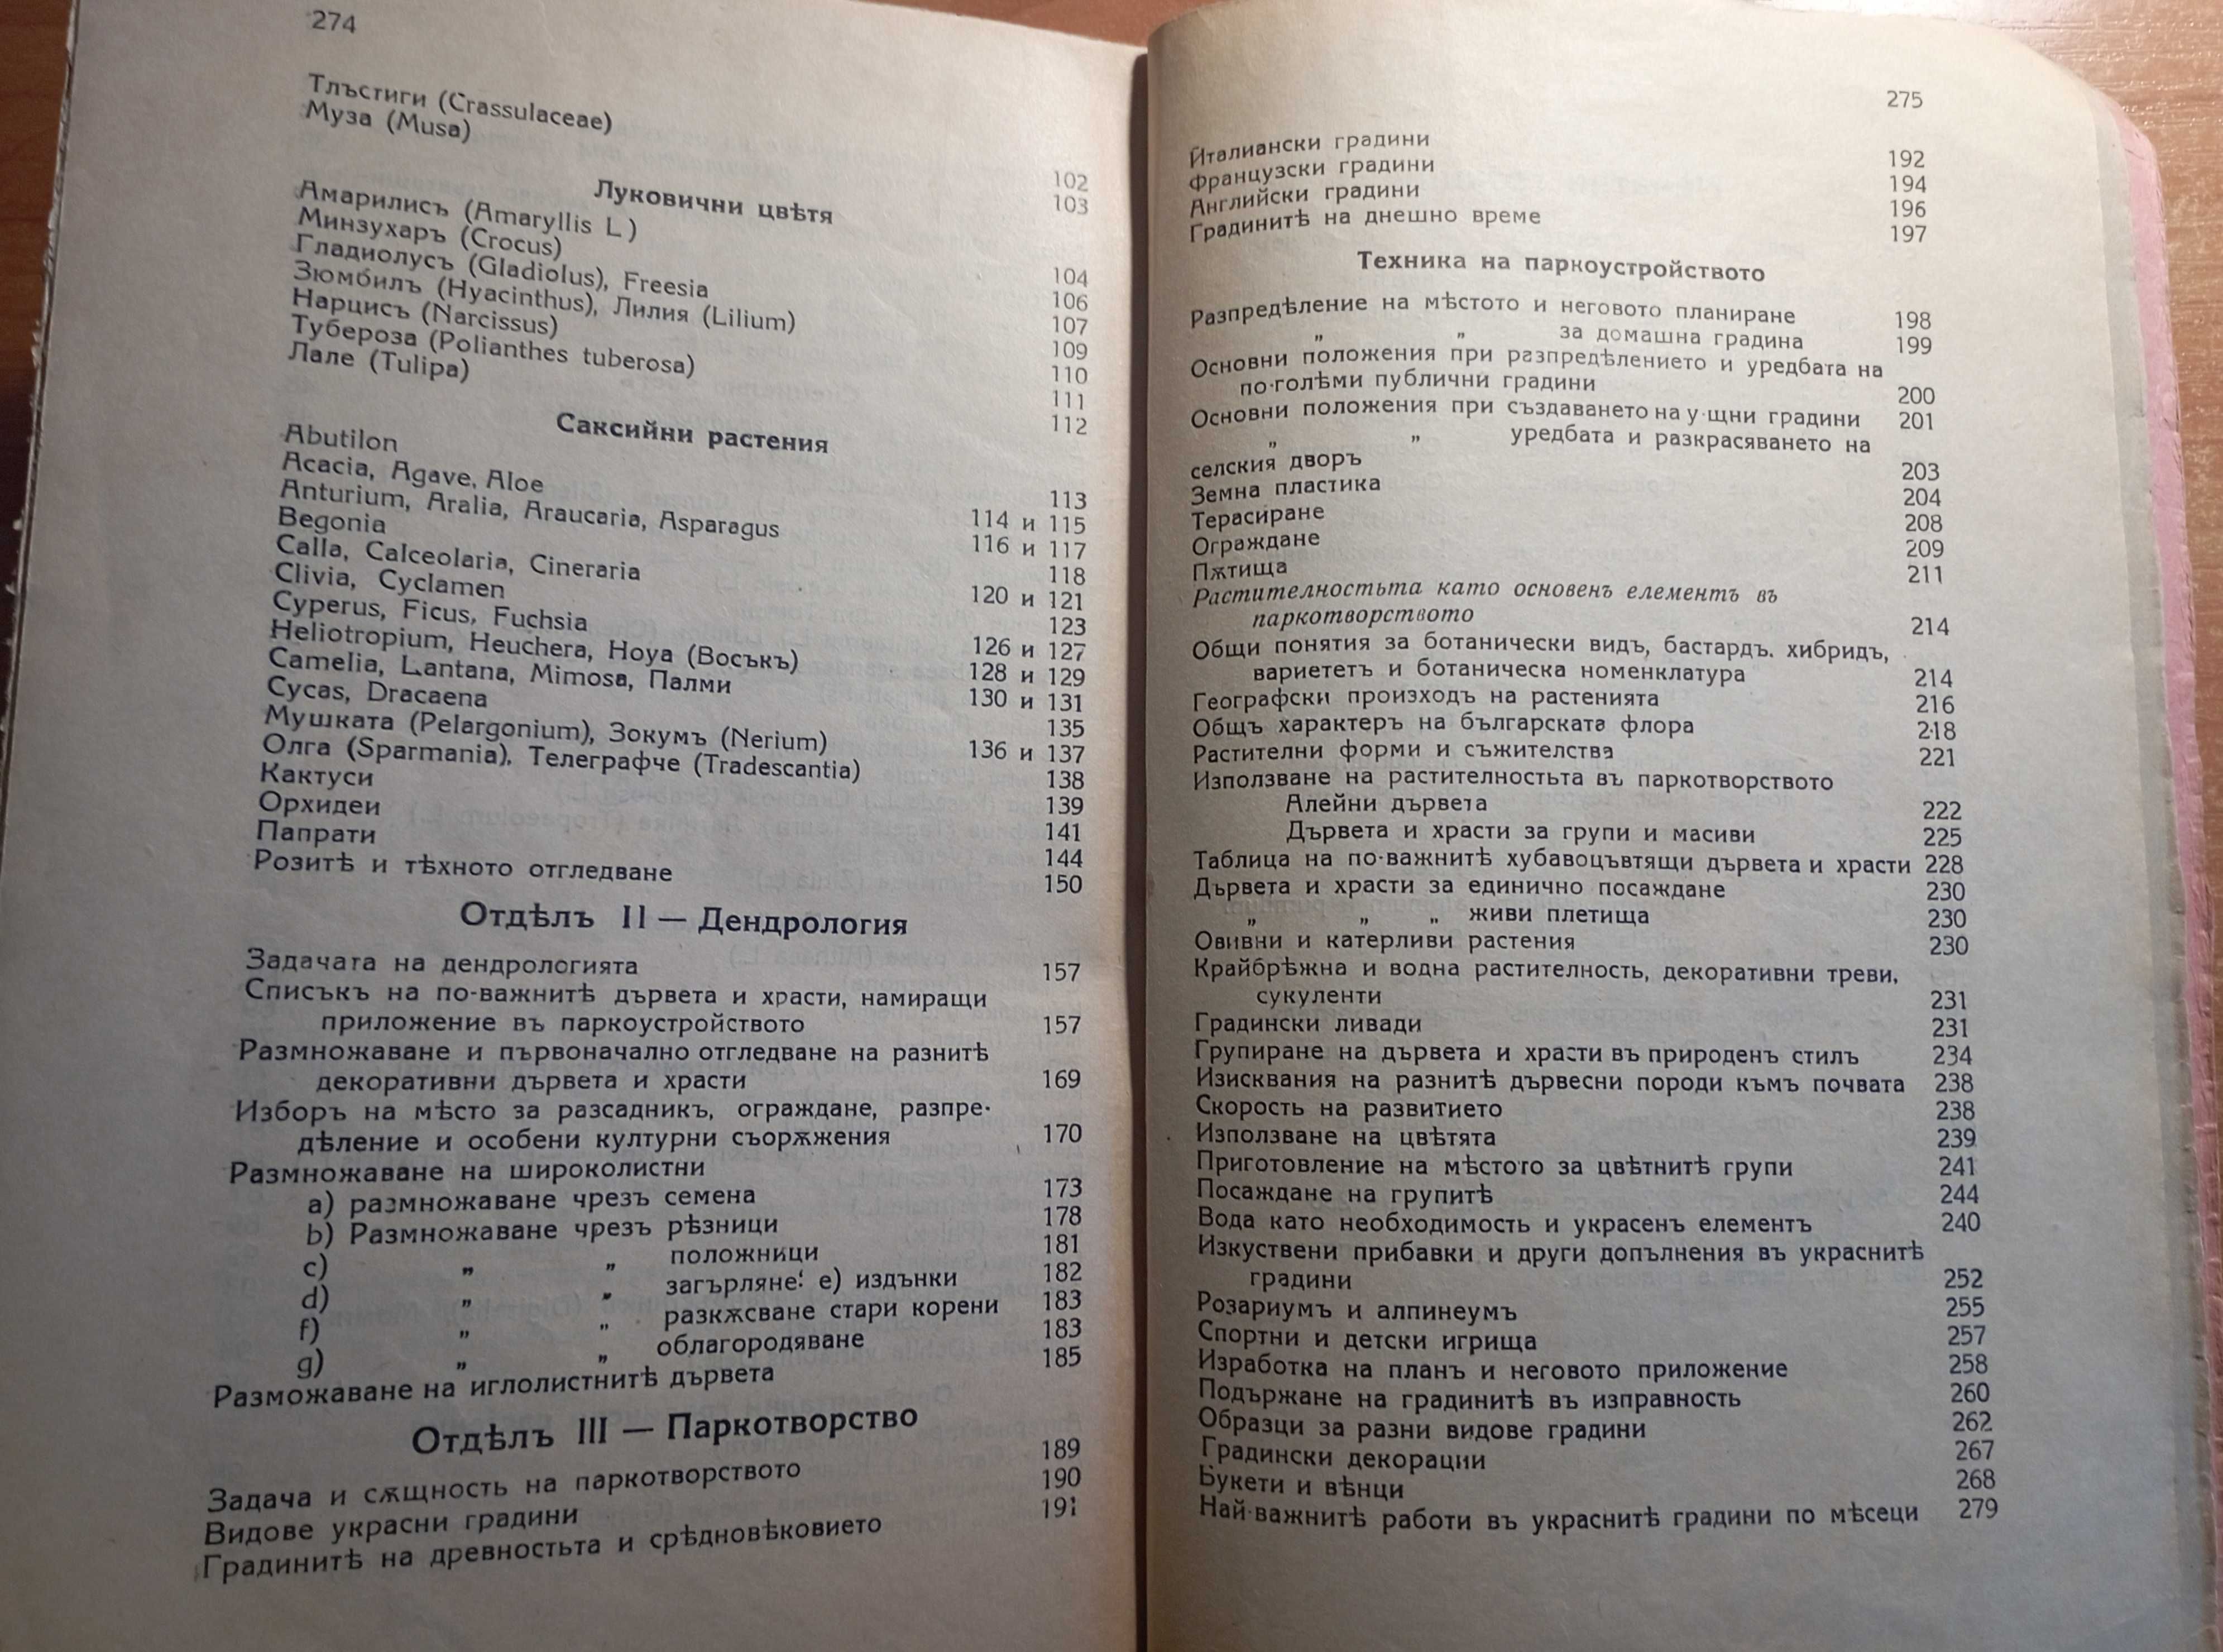 274
Тлъстиги (Crassulaceae) 102
Муза (Musa) 103
Луковични цвѣтя
Амарилисъ (Amaryllis L) 104
Минзухаръ (Crocus) 106
Гладиолусъ (Gladiolus), Freesia 107
Зюмбилъ (Hyacinthus), Лилия (Lilium) 109
Нарцисъ (Narcissus) 110
Тубероза (Polianthes tuberosa) 111
Лале (Tulipa) 112
Саксийни растения
Abutilon 113
Acacia, Agave, Aloe 114 и 115
Anturium, Aralia, Araucaria, Asparagus 116 и 117
Begonia 118
Calla, Calceolaria, Cineraria 120 и 121
Clivia, Cyclamen 123
Cyperus, Ficus, Fuchsia 126 и 127
Heliotropium, Heuchera, Hoya (Восъкъ) 128 и 129
Camelia, Lantana, Mimosa, Палми 130 и 131
Cycas, Dracaena 135
Мушката (Pelargonium), Зокумъ (Nerium) 136 и 137
Олга (Sparmania), Телеграфче (Tradescantia) 138
Кактуси 139
Орхидеи 141
Папрати 144
Розитѣ и тѣхното отгледване 150
Отдѣлъ II — Дендрология
Задачата на дендрологията 157
Списъкъ на по-важнитѣ дървета и храсти, намиращи
приложение въ паркоустройството 157
Размножаване и първоначално отгледване на разнитѣ
декоративни дървета и храсти 169
Изборъ на мѣсто за разсадникъ, ограждане, разпре-
дѣление и особени културни съорѫжения 170
Размножаване на широколистни
a) размножаване чрезъ семена 173
b) Размножаване чрезъ рѣзници 178
c) „ „ положници 181
d) „ „ загърляне: e) издънки 182
f) „ „ разкѫсване стари корени 183
g) „ „ облагородяване 183
Разможаване на иглолистнитѣ дървета 185
Отдѣлъ III — Паркотворство
Задача и сѫщность на паркотворството 189
Видове украсни градини 190
Градинитѣ на древностьта и срѣдновѣковието 191
275
Италиански градини 192
Французски градини 194
Английски градини 196
Градинитѣ на днешно време 197
Техника на паркоустройството
Разпредѣление на мѣстото и неговото планиране 198
„ „ за домашна градина 199
Основни положения при разпредѣлението и уредбата на
по-голѣми публични градини 200
Основни положения при създаването на у щни градини 201
„ „ уредбата и разкрасяването на
селския дворъ 203
Земна пластика 204
Терасиране 208
Ограждане 209
Пѫтища 211
Растителностьта като основенъ елементъ въ
паркотворството 214
Общи понятия за ботанически видъ, бастардъ. хибридъ,
вариететъ и ботаническа номенклатура 214
Географски произходъ на растенията 216
Общъ характеръ на българската флора 218
Растителни форми и съжителства 221
Използване на растителностьта въ паркотворството
Алейни дървета 222
Дървета и храсти за групи и масиви 225
Таблица на по-важнитѣ хубавоцъвтящи дървета и храсти 228
Дървета и храсти за единично посаждане 230
„ „ „ живи плетища 230
Овивни и катерливи растения 230
Крайбрѣжна и водна растителность, декоративни треви,
сукуленти 231
Градински ливади 231
Групиране на дървета и храсти въ природенъ стилъ 234
Изисквания на разнитѣ дървесни породи къмъ почвата 238
Скорость на развитието 238
Използване на цвѣтята 239
Приготовление на мѣстото за цвѣтнитѣ групи 241
Посаждане на групитѣ 244
Вода като необходимость и украсенъ елементъ 240
Изкуствени прибавки и други допълнения въ украснитѣ
градини 252
Розариумъ и алпинеумъ 255
Спортни и детски игрища 257
Изработка на планъ и неговото приложение 258
Подържане на градинитѣ въ изправность 260
Образци за разни видове градини 262
Градински декорации 267
Букети и вѣнци 268
Най-важнитѣ работи въ украснитѣ градини по мѣсеци 279